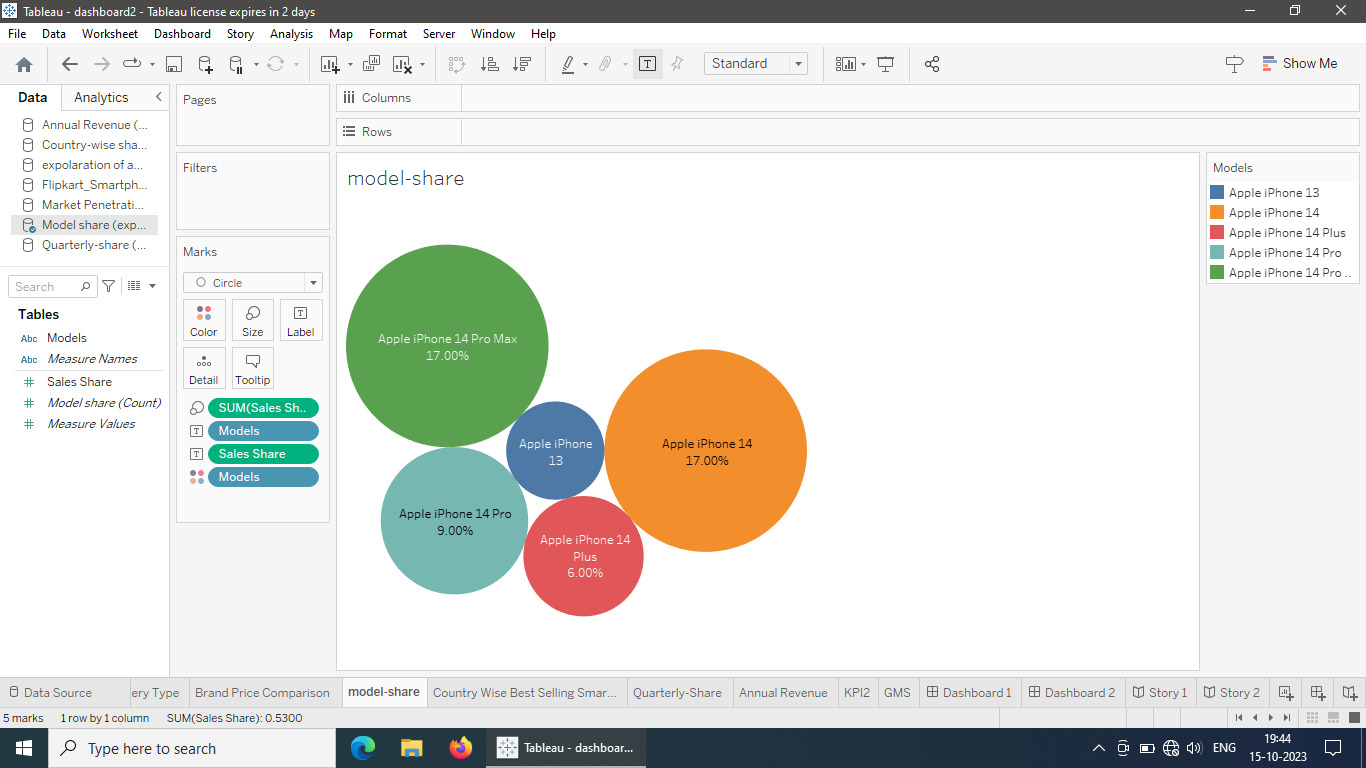 Tableau - dashboard2 - Tableau license expires in 2 days
File Data Worksheet Dashboard Story Analysis Map Format Server Window Help
Standard
Show Me
Data Analytics
Annual Revenue (...
Country-wise sha...
expolaration of a...
Flipkart_Smartph...
Market Penetrati...
Model share (exp...
Quarterly-share (...
Search
Tables
Abc Models
Abc Measure Names
Sales Share
Model share (Count)
Measure Values
Pages
Filters
Marks
Circle
Color Size Label
Detail Tooltip
SUM(Sales Sh..
Models
Sales Share
Models
Columns
Rows
model-share
Apple iPhone 14 Pro Max
17.00%
Apple iPhone
13
Apple iPhone 14
17.00%
Apple iPhone 14 Pro
9.00%
Apple iPhone 14
Plus
6.00%
Models
Apple iPhone 13
Apple iPhone 14
Apple iPhone 14 Plus
Apple iPhone 14 Pro
Apple iPhone 14 Pro ..
Data Source ery Type Brand Price Comparison model-share Country Wise Best Selling Smar... Quarterly-Share Annual Revenue KPI2 GMS Dashboard 1 Dashboard 2 Story 1 Story 2
5 marks 1 row by 1 column SUM(Sales Share): 0.5300
Type here to search
Tableau - dashboar...
ENG
19:44
15-10-2023